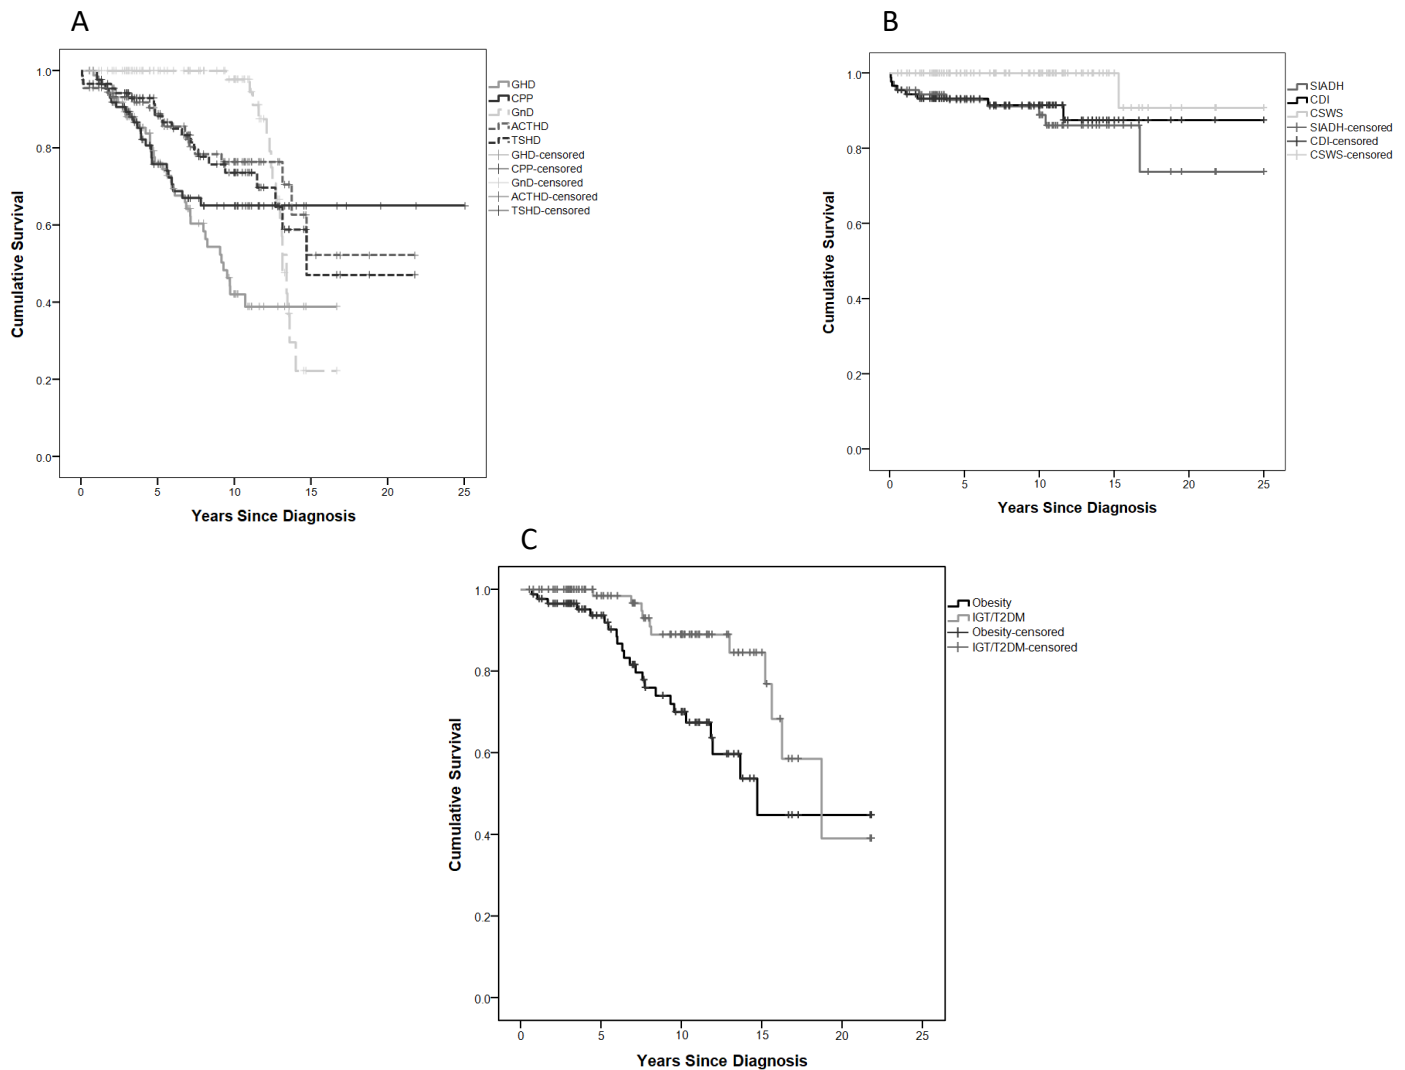 A
Cumulative Survival
1.0
0.8
0.6
0.4
0.2
0.0
0 5 10 15 20 25
Years Since Diagnosis
GHD
CPP
GnD
ACTHD
TSHD
GHD-censored
CPP-censored
GnD-censored
ACTHD-censored
TSHD-censored
B
Cumulative Survival
1.0
0.8
0.6
0.4
0.2
0.0
0 5 10 15 20 25
Years Since Diagnosis
SIADH
CDI
CSWS
SIADH-censored
CDI-censored
CSWS-censored
C
Cumulative Survival
1.0
0.8
0.6
0.4
0.2
0.0
0 5 10 15 20 25
Years Since Diagnosis
Obesity
IGT/T2DM
Obesity-censored
IGT/T2DM-censored